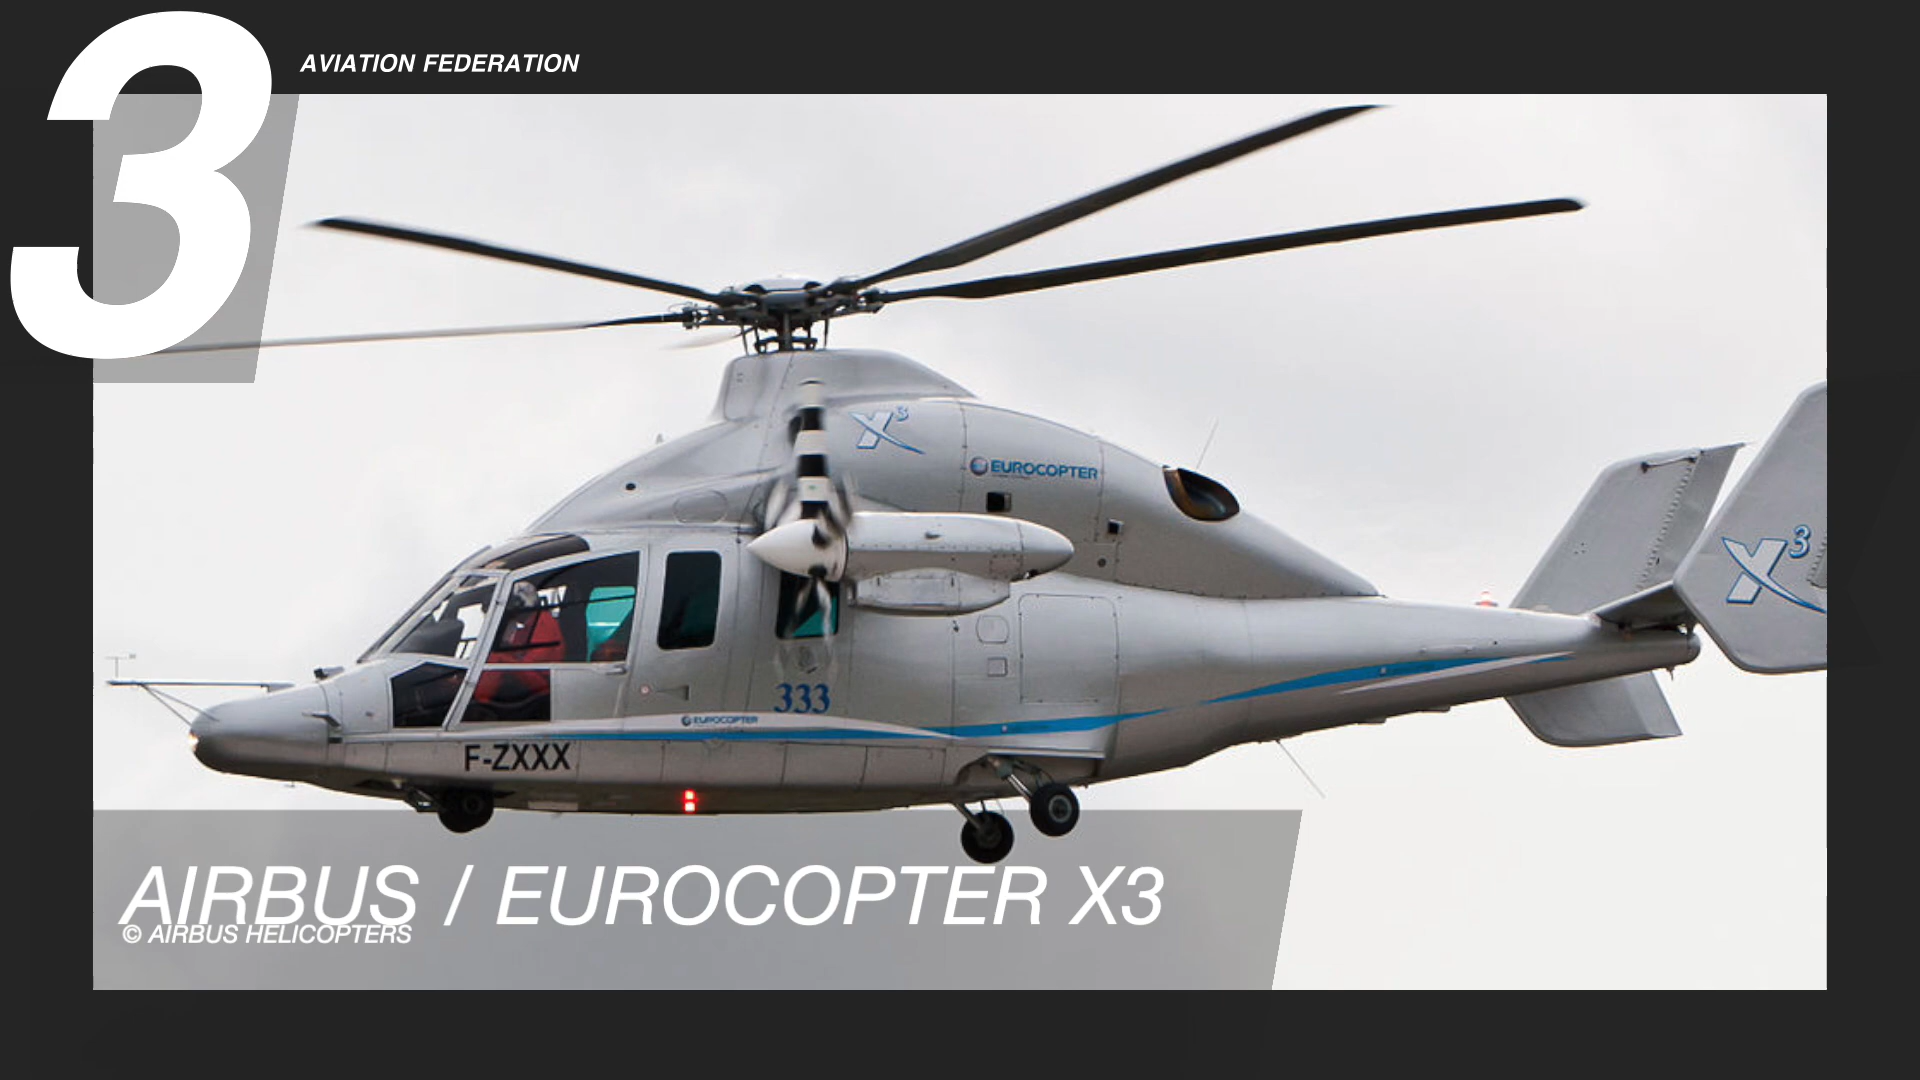 3
AVIATION FEDERATION
X3
EUROCOPTER
X3
333
EUROCOPTER
F-ZXXX
AIRBUS / EUROCOPTER X3
© AIRBUS HELICOPTERS